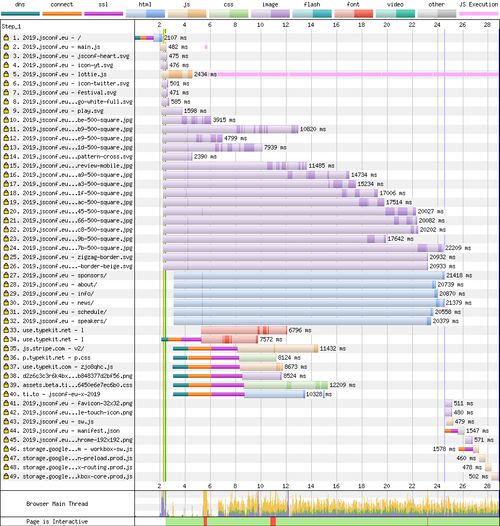 dns connect ssl html js css image flash font video other JS Execution
Step_1
2 4 6 8 10 12 14 16 18 20 22 24 26 28
1. 2019.jsconf.eu - / 2107 ms
2. 2019.jsconf.eu - main.js 482 ms
3. 2019.jsconf.eu - jsconf-heart.svg 475 ms
4. 2019.jsconf.eu - icon-yt.svg 476 ms
5. 2019.jsconf.eu - lottie.js 2434 ms
6. 2019.jsconf.eu - icon-twitter.svg 501 ms
7. 2019.jsconf.eu - festival.svg 471 ms
8. 2019.jsconf.eu...go-white-full.svg 585 ms
9. 2019.jsconf.eu - play.svg 1598 ms
10. 2019.jsconf.eu...be-500-square.jpg 3915 ms
11. 2019.jsconf.eu...b9-500-square.jpg 10820 ms
12. 2019.jsconf.eu...e9-500-square.jpg 4799 ms
13. 2019.jsconf.eu...1d-500-square.jpg 7939 ms
14. 2019.jsconf.eu...pattern-cross.svg 2390 ms
15. 2019.jsconf.eu...review-mobile.jpg 11485 ms
16. 2019.jsconf.eu...a9-500-square.jpg 14734 ms
17. 2019.jsconf.eu...a3-500-square.jpg 15234 ms
18. 2019.jsconf.eu...1f-500-square.jpg 17006 ms
19. 2019.jsconf.eu...ac-500-square.jpg 17514 ms
20. 2019.jsconf.eu...45-500-square.jpg 20027 ms
21. 2019.jsconf.eu...66-500-square.jpg 20082 ms
22. 2019.jsconf.eu...c8-500-square.jpg 20202 ms
23. 2019.jsconf.eu...9b-500-square.jpg 17642 ms
24. 2019.jsconf.eu...7b-500-square.jpg 22209 ms
25. 2019.jsconf.eu - zigzag-border.svg 20932 ms
26. 2019.jsconf.eu...-border-beige.svg 20933 ms
27. 2019.jsconf.eu - sponsors/ 21418 ms
28. 2019.jsconf.eu - about/ 20739 ms
29. 2019.jsconf.eu - info/ 20870 ms
30. 2019.jsconf.eu - news/ 21379 ms
31. 2019.jsconf.eu - schedule/ 20558 ms
32. 2019.jsconf.eu - speakers/ 20379 ms
33. use.typekit.net - l 6796 ms
34. use.typekit.net - l 7572 ms
35. js.stripe.com - v2/ 11432 ms
36. p.typekit.net - p.css 8124 ms
37. use.typekit.com - zjo8qhc.js 8673 ms
38. 8524 ms
39. assets.beta.ti...6450e6e7ec6b0.css 12209 ms
40. ti.to - jsconf-eu-x-2019 10328 ms
41. 2019.jsconf.eu - favicon-32x32.png 511 ms
42. 2019.jsconf.eu...le-touch-icon.png 480 ms
43. 2019.jsconf.eu - sw.js 479 ms
44. 2019.jsconf.eu - manifest.json 1547 ms
45. 2019.jsconf.eu...hrome-192x192.png 571 ms
46. storage.google...m - workbox-sw.js 1578 ms
47. storage.google...n-preload.prod.js 460 ms
48. storage.google...x-routing.prod.js 478 ms
49. storage.google...kbox-core.prod.js 502 ms
2 4 6 8 10 12 14 16 18 20 22 24 26 28
Browser Main Thread
Page is Interactive